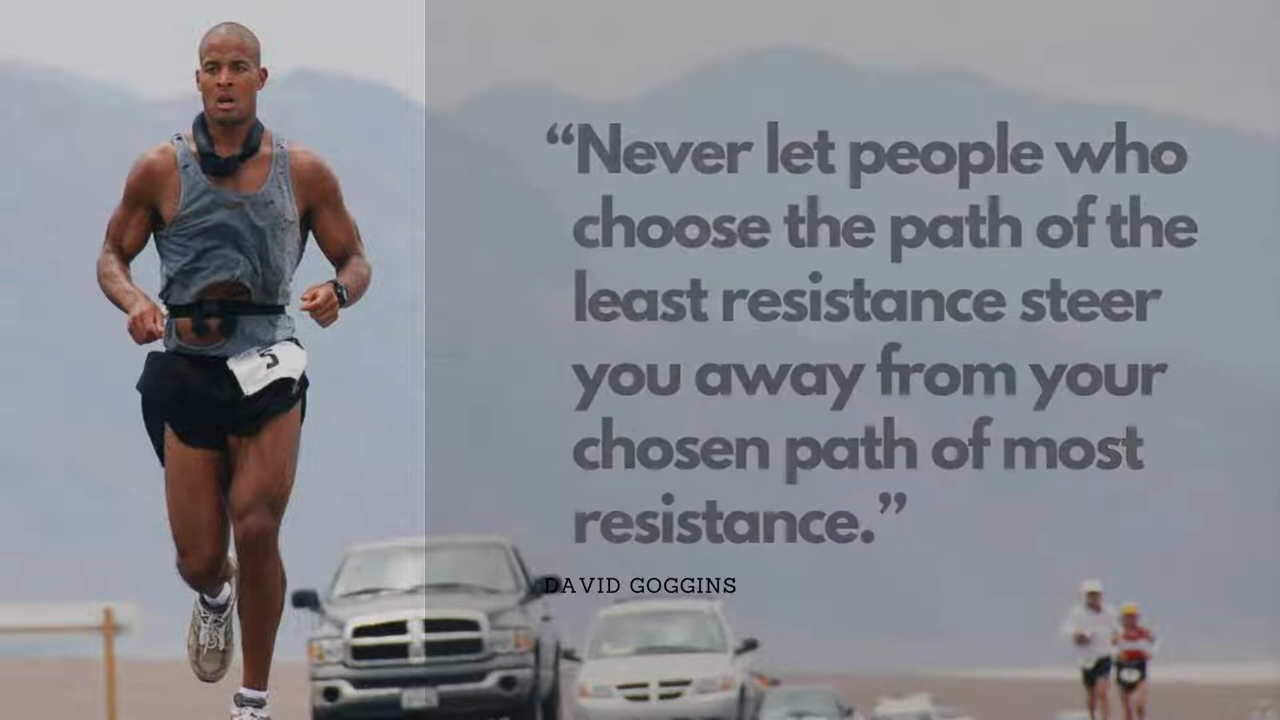 5
“Never let people who
choose the path of the
least resistance steer
you away from your
chosen path of most
resistance.”
DAVID GOGGINS